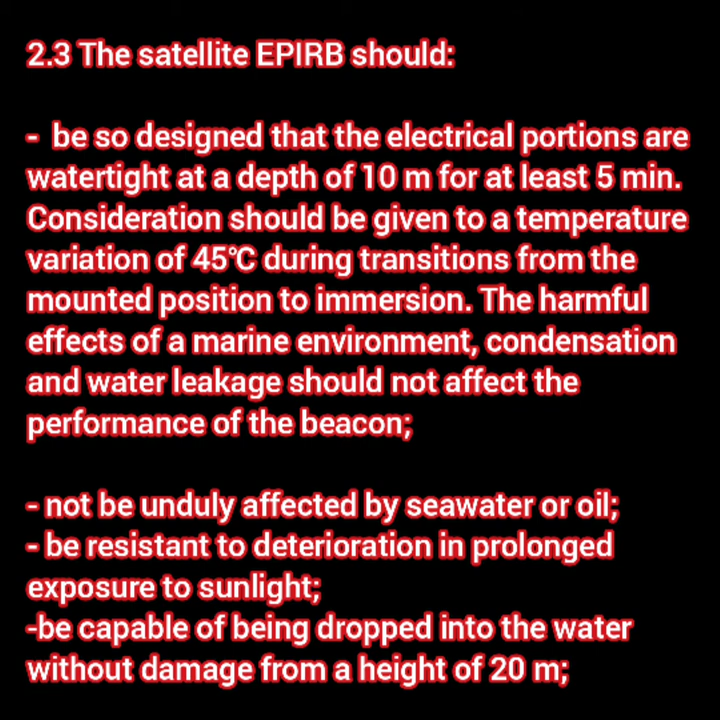 2.3 The satellite EPIRB should:
-  be so designed that the electrical portions are
watertight at a depth of 10 m for at least 5 min.
Consideration should be given to a temperature
variation of 45°C during transitions from the
mounted position to immersion. The harmful
effects of a marine environment, condensation
and water leakage should not affect the
performance of the beacon;
- not be unduly affected by seawater or oil;
- be resistant to deterioration in prolonged
exposure to sunlight;
-be capable of being dropped into the water
without damage from a height of 20 m;